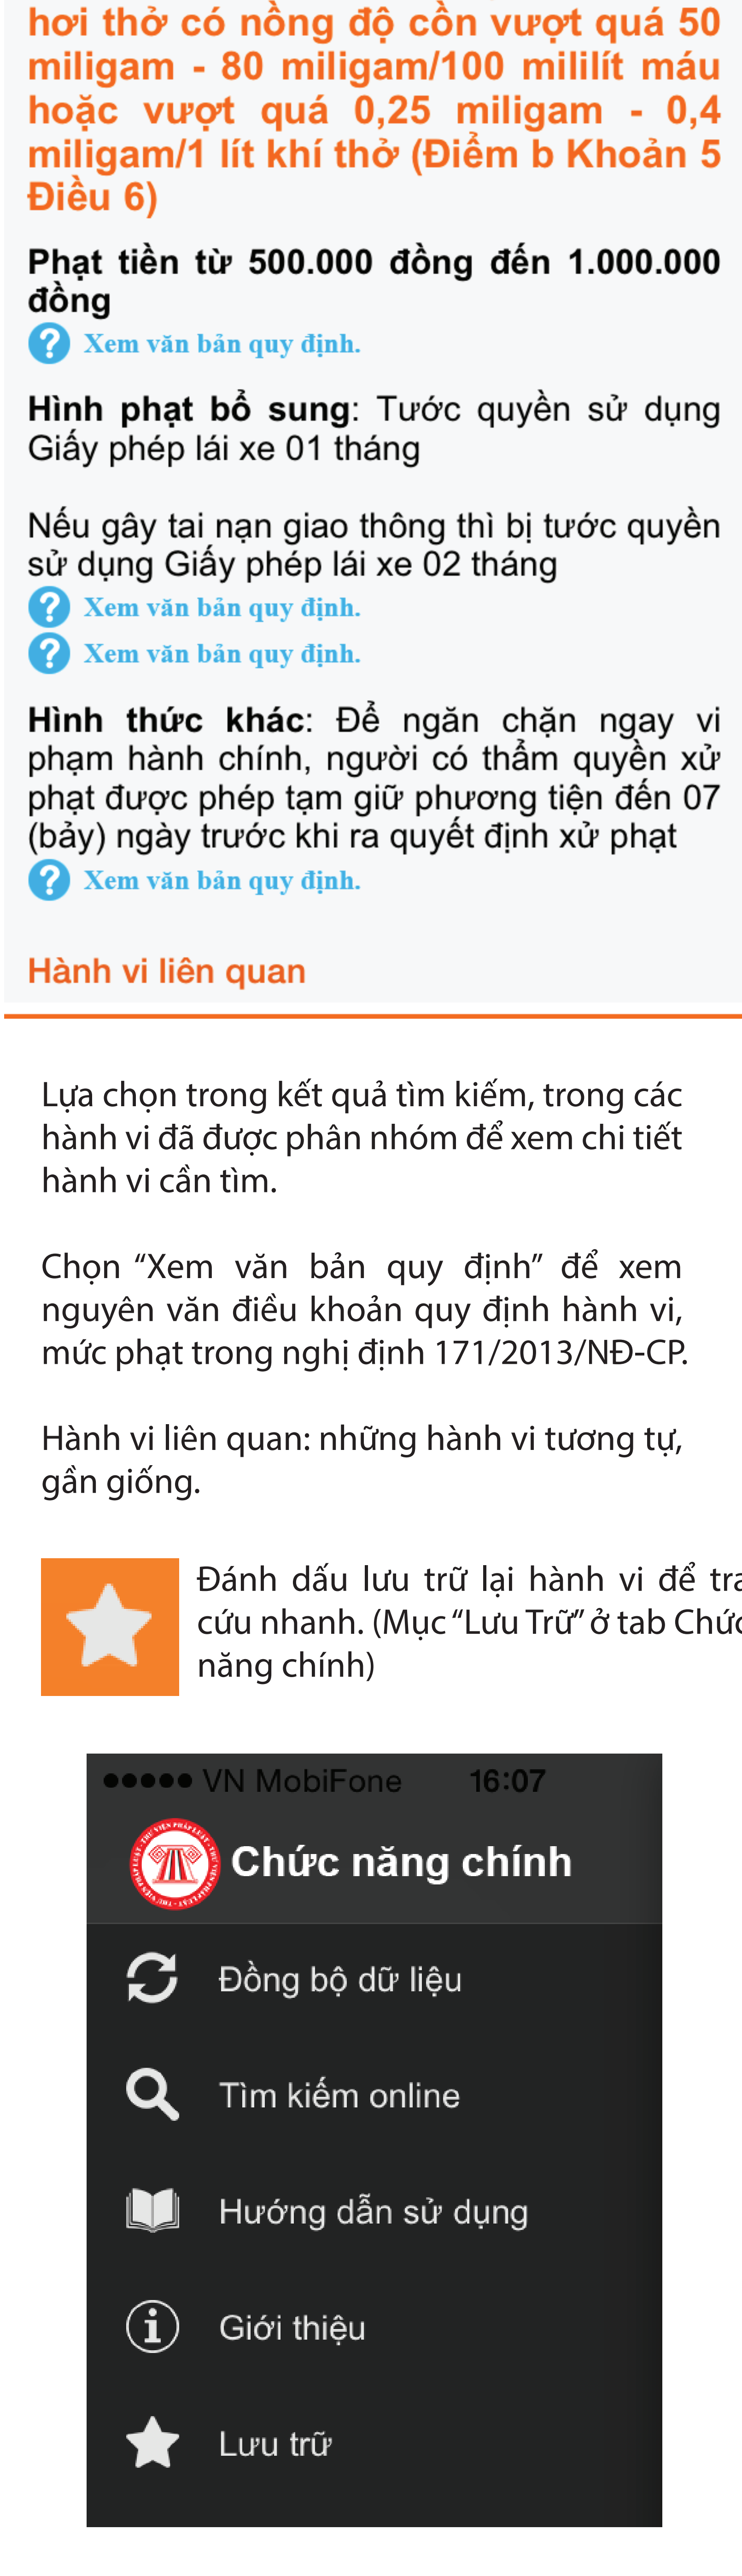 hơi thở có nồng độ cồn vượt quá 50
miligam - 80 miligam/100 mililít máu
hoặc vượt quá 0,25 miligam - 0,4
miligam/1 lít khí thở (Điểm b Khoản 5
Điều 6)
Phạt tiền từ 500.000 đồng đến 1.000.000
đồng
Xem văn bản quy định.
Hình phạt bổ sung: Tước quyền sử dụng
Giấy phép lái xe 01 tháng
Nếu gây tai nạn giao thông thì bị tước quyền
sử dụng Giấy phép lái xe 02 tháng
Xem văn bản quy định.
Xem văn bản quy định.
Hình thức khác: Để ngăn chặn ngay vi
phạm hành chính, người có thẩm quyền xử
phạt được phép tạm giữ phương tiện đến 07
(bảy) ngày trước khi ra quyết định xử phạt
Xem văn bản quy định.
Hành vi liên quan
Lựa chọn trong kết quả tìm kiếm, trong các
hành vi đã được phân nhóm để xem chi tiết
hành vi cần tìm.
Chọn “Xem văn bản quy định” để xem
nguyên văn điều khoản quy định hành vi,
mức phạt trong nghị định 171/2013/NĐ-CP.
Hành vi liên quan: những hành vi tương tự,
gần giống.
Đánh dấu lưu trữ lại hành vi để tra
cứu nhanh. (Mục “Lưu Trữ” ở tab Chức
năng chính)
VN MobiFone 16:07
THƯ VIỆN PHÁP LUẬT
Chức năng chính
Đồng bộ dữ liệu
Tìm kiếm online
Hướng dẫn sử dụng
Giới thiệu
Lưu trữ